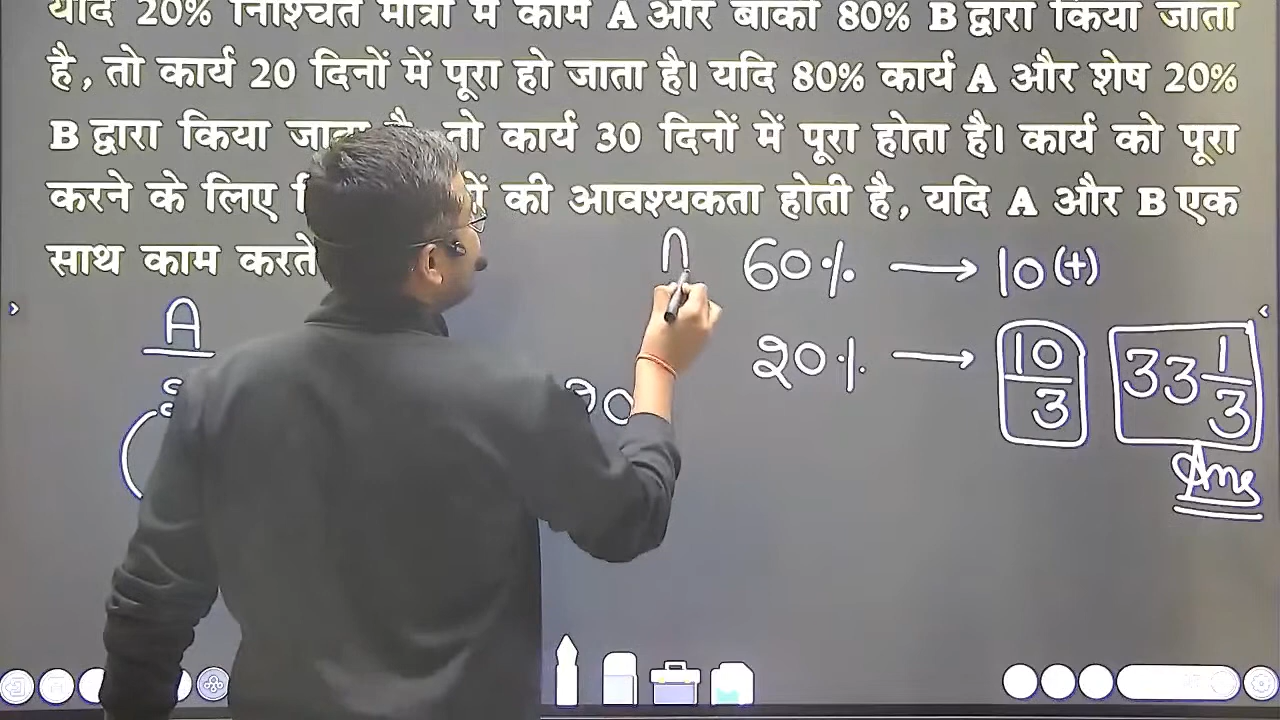 यदि 20% निश्चित मात्रा में काम A और बाकी 80% B द्वारा किया जाता
है, तो कार्य 20 दिनों में पूरा हो जाता है। यदि 80% कार्य A और शेष 20%
B द्वारा किया जाता है, तो कार्य 30 दिनों में पूरा होता है। कार्य को पूरा
करने के लिए की आवश्यकता होती है, यदि A और B एक
साथ काम करते
60% → 10 (+)
A
20% → 10/3 33 1/3
Ans